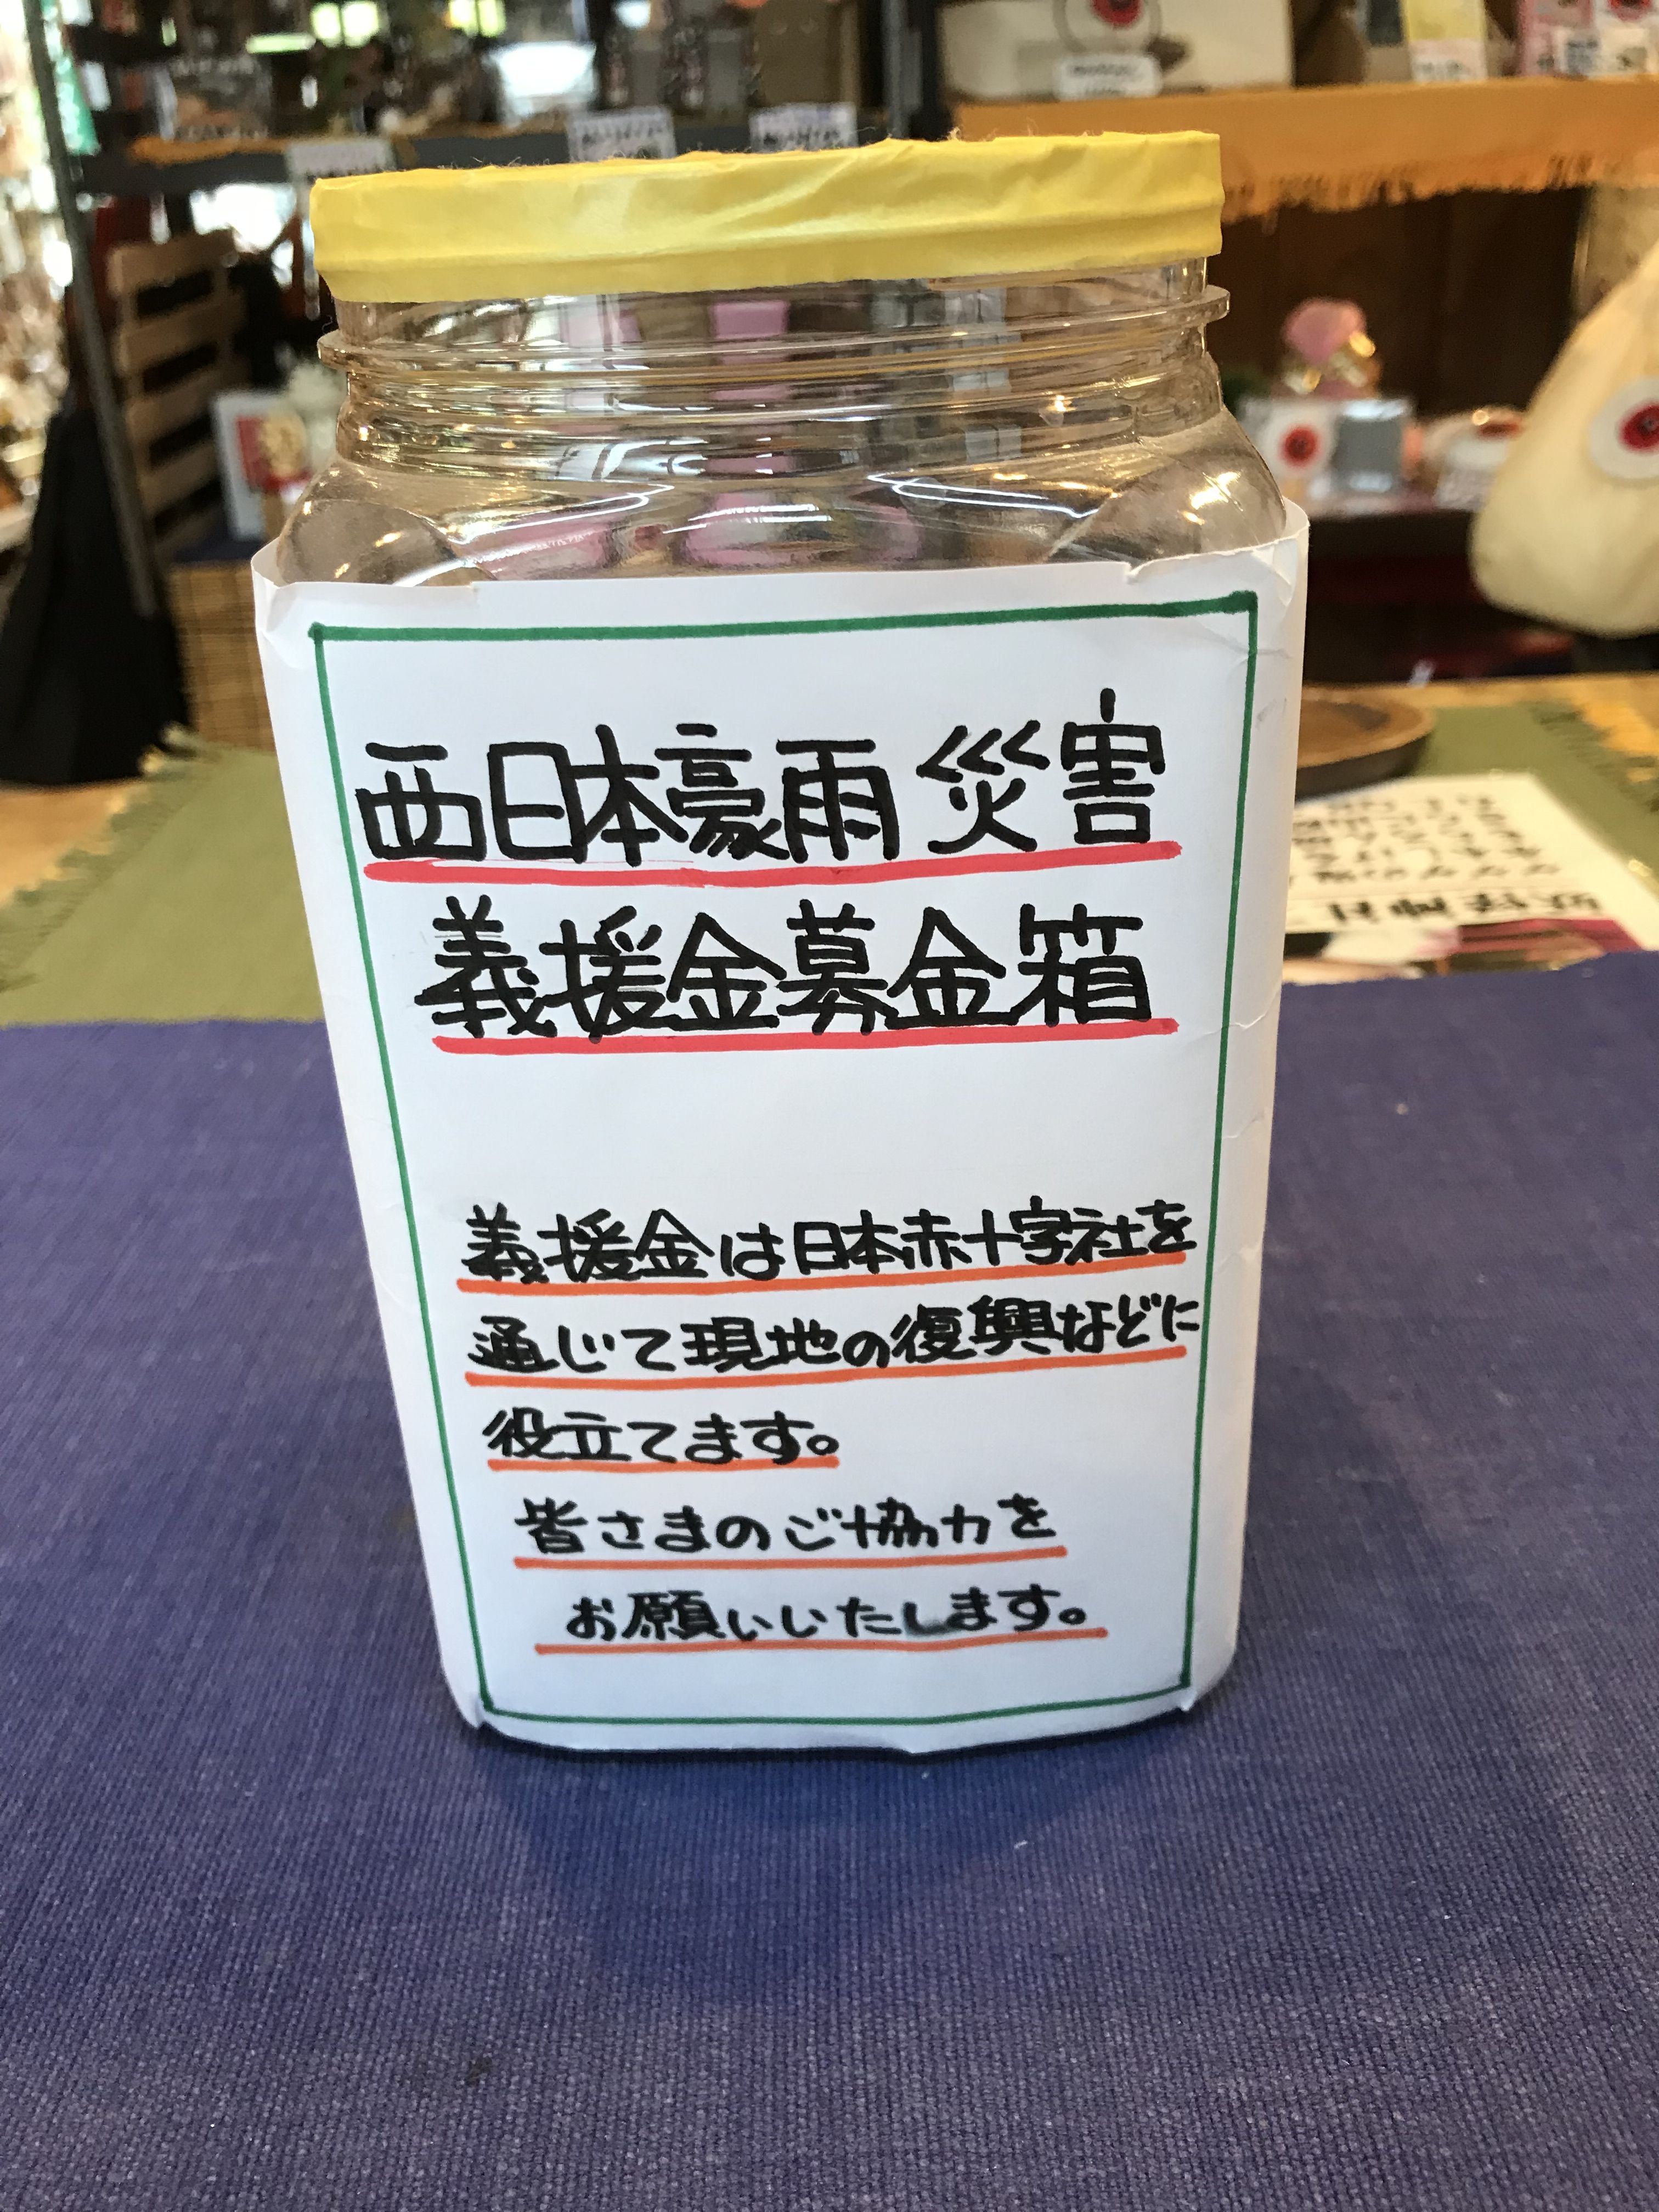 西日本豪雨災害
義援金募金箱
義援金は日本赤十字社を
通じて現地の復興などに
役立てます。
皆さまのご協力を
お願いいたします。